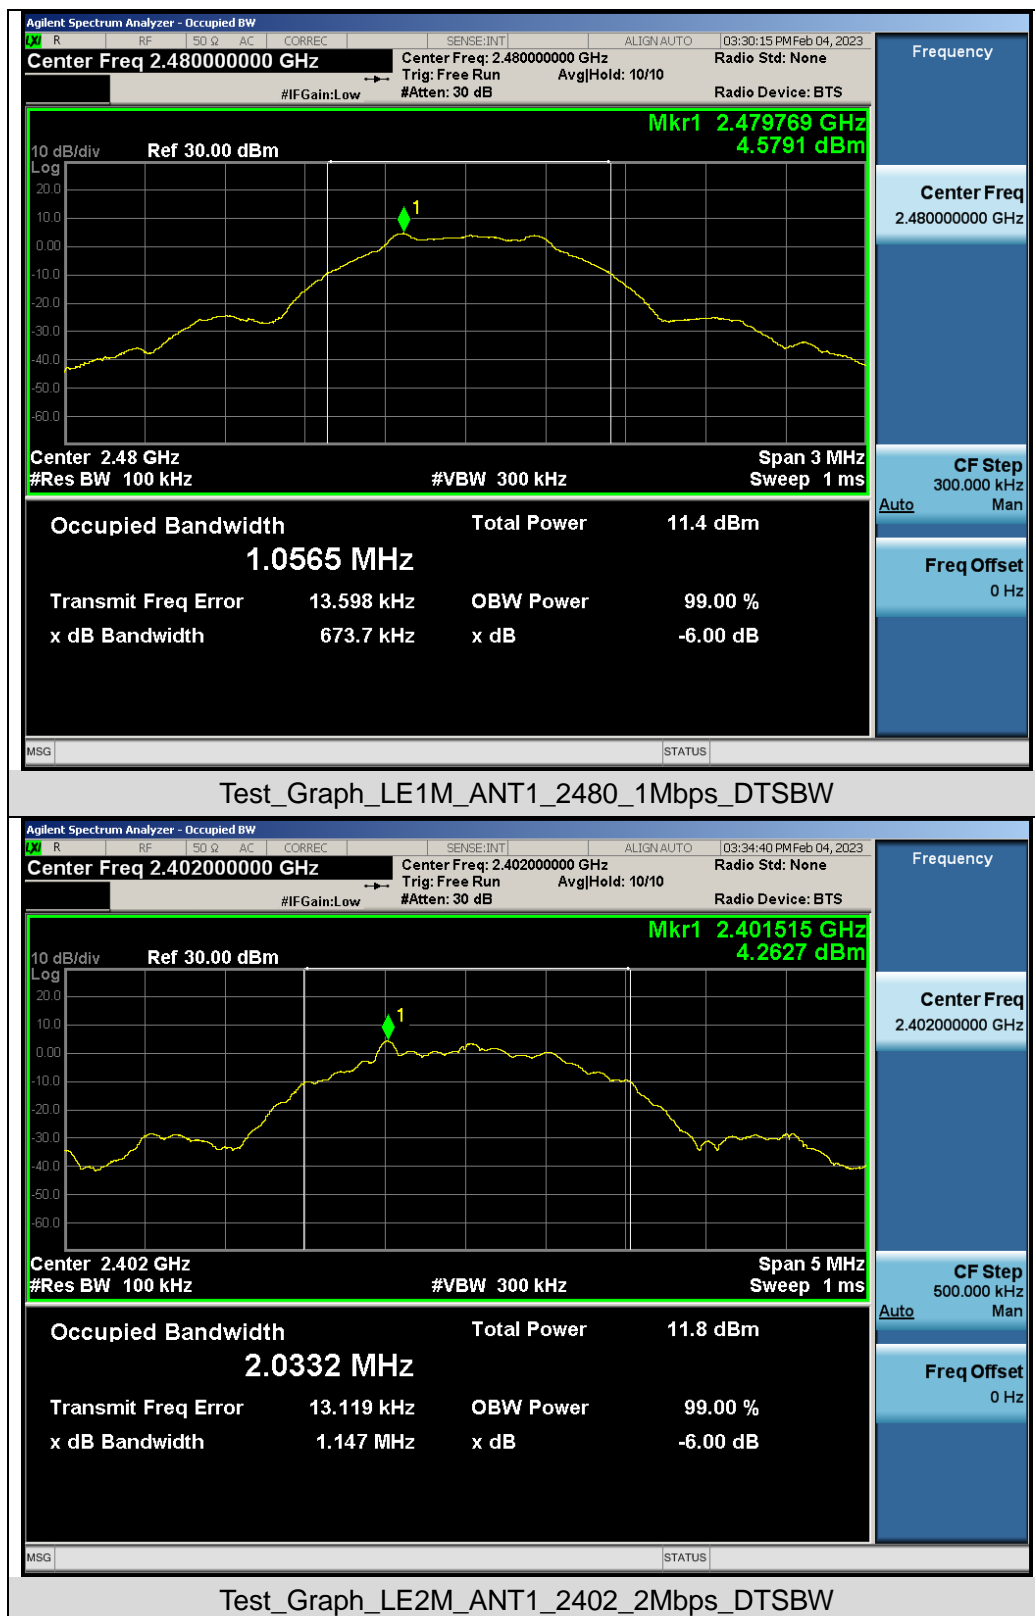 Agilent Spectrum Analyzer - Occupied BW
LXI R RF 50 Ω AC CORREC SENSE:INT ALIGN AUTO 03:30:15 PM Feb 04, 2023
Center Freq 2.480000000 GHz
Center Freq: 2.480000000 GHz
Radio Std: None
Trig: Free Run Avg|Hold: 10/10
#IFGain:Low
#Atten: 30 dB
Radio Device: BTS
Mkr1 2.479769 GHz
4.5791 dBm
10 dB/div Ref 30.00 dBm
Log
20.0
10.0
0.00
-10.0
-20.0
-30.0
-40.0
-50.0
-60.0
1
Center 2.48 GHz Span 3 MHz
#Res BW 100 kHz #VBW 300 kHz Sweep 1 ms
Occupied Bandwidth Total Power 11.4 dBm
1.0565 MHz
Transmit Freq Error 13.598 kHz OBW Power 99.00 %
x dB Bandwidth 673.7 kHz x dB -6.00 dB
MSG STATUS
Frequency
Center Freq
2.480000000 GHz
CF Step
300.000 kHz
Auto Man
Freq Offset
0 Hz
Test_Graph_LE1M_ANT1_2480_1Mbps_DTSBW
Agilent Spectrum Analyzer - Occupied BW
LXI R RF 50 Ω AC CORREC SENSE:INT ALIGN AUTO 03:34:40 PM Feb 04, 2023
Center Freq 2.402000000 GHz
Center Freq: 2.402000000 GHz
Radio Std: None
Trig: Free Run Avg|Hold: 10/10
#IFGain:Low
#Atten: 30 dB
Radio Device: BTS
Mkr1 2.401515 GHz
4.2627 dBm
10 dB/div Ref 30.00 dBm
Log
20.0
10.0
0.00
-10.0
-20.0
-30.0
-40.0
-50.0
-60.0
1
Center 2.402 GHz Span 5 MHz
#Res BW 100 kHz #VBW 300 kHz Sweep 1 ms
Occupied Bandwidth Total Power 11.8 dBm
2.0332 MHz
Transmit Freq Error 13.119 kHz OBW Power 99.00 %
x dB Bandwidth 1.147 MHz x dB -6.00 dB
MSG STATUS
Frequency
Center Freq
2.402000000 GHz
CF Step
500.000 kHz
Auto Man
Freq Offset
0 Hz
Test_Graph_LE2M_ANT1_2402_2Mbps_DTSBW